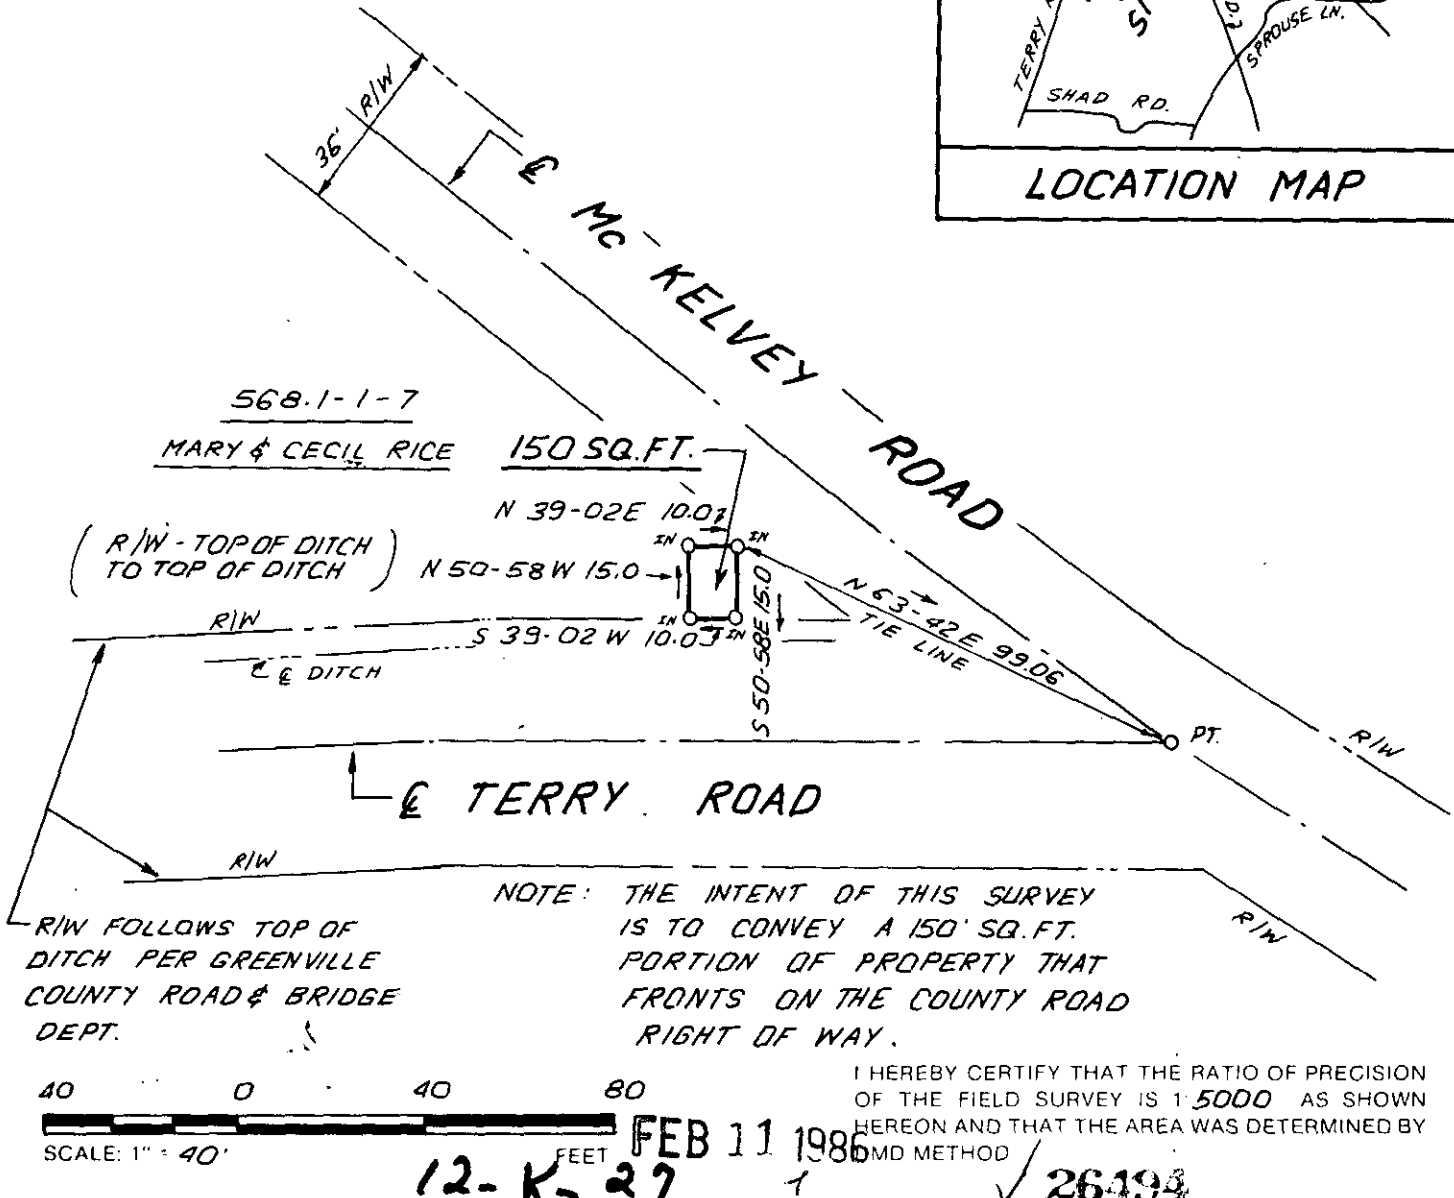 TERRY
SPROUSE LN.
SHAD RD.
LOCATION MAP
36' R/W
℄ Mc KELVEY ROAD
568.1-1-7
MARY & CECIL RICE
150 SQ.FT.
N 39-02E 10.0
(R/W - TOP OF DITCH
TO TOP OF DITCH)
N 50-58 W 15.0
IN
IN
IN
IN
S 39-02 W 10.0
S 50-58E 15.0
N 63-42E 99.06
TIE LINE
R/W
℄ DITCH
PT.
R/W
℄ TERRY ROAD
R/W
R/W
R/W FOLLOWS TOP OF
DITCH PER GREENVILLE
COUNTY ROAD & BRIDGE
DEPT.
NOTE: THE INTENT OF THIS SURVEY
IS TO CONVEY A 150' SQ.FT.
PORTION OF PROPERTY THAT
FRONTS ON THE COUNTY ROAD
RIGHT OF WAY.
40 0 40 80
SCALE: 1" = 40' FEET
FEB 11 1986
12-K-27
I HEREBY CERTIFY THAT THE RATIO OF PRECISION
OF THE FIELD SURVEY IS 1:5000 AS SHOWN
HEREON AND THAT THE AREA WAS DETERMINED BY
DMD METHOD
26494